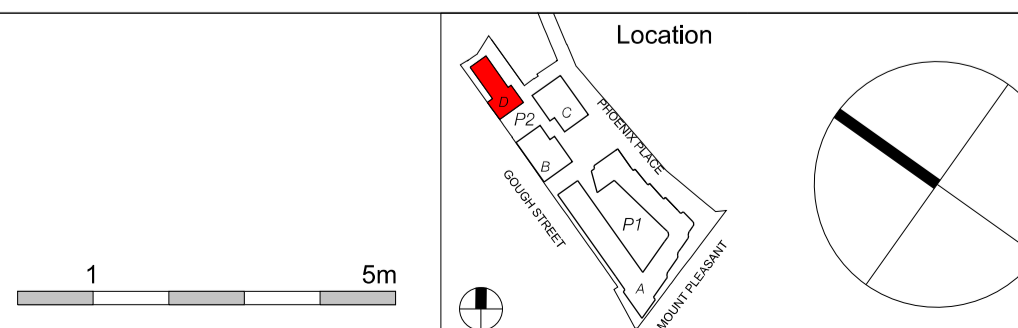 Location
1
5m
D
P2
C
B
PHOENIX PLACE
GOUGH STREET
P1
A
MOUNT PLEASANT